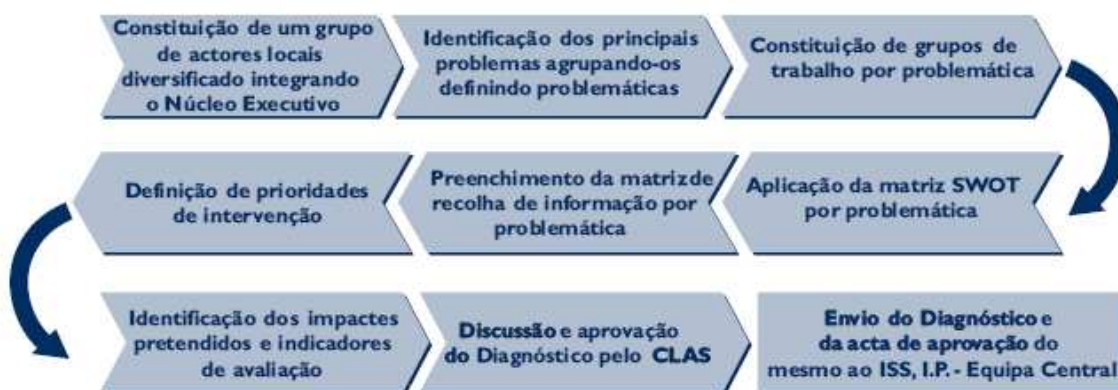 Constituição de um grupo
de actores locais
diversificado integrando
o Núcleo Executivo
Identificação dos principais
problemas agrupando-os
definindo problemáticas
Constituição de grupos de
trabalho por problemática
Aplicação da matriz SWOT
por problemática
Preenchimento da matriz de
recolha de informação por
problemática
Definição de prioridades
de intervenção
Identificação dos impactes
pretendidos e indicadores
de avaliação
Discussão e aprovação
do Diagnóstico pelo CLAS
Envio do Diagnóstico e
da acta de aprovação do
mesmo ao ISS, I.P. - Equipa Central